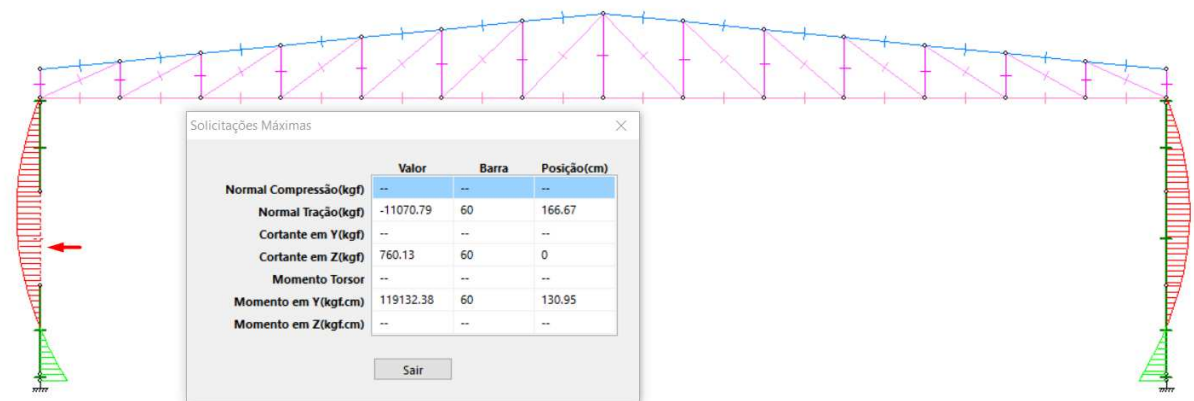 Solicitações Máximas
Valor Barra Posição(cm)
Normal Compressão(kgf) -- -- --
Normal Tração(kgf) -11070.79 60 166.67
Cortante em Y(kgf) -- -- --
Cortante em Z(kgf) 760.13 60 0
Momento Torsor -- -- --
Momento em Y(kgf.cm) 119132.38 60 130.95
Momento em Z(kgf.cm) -- -- --
Sair